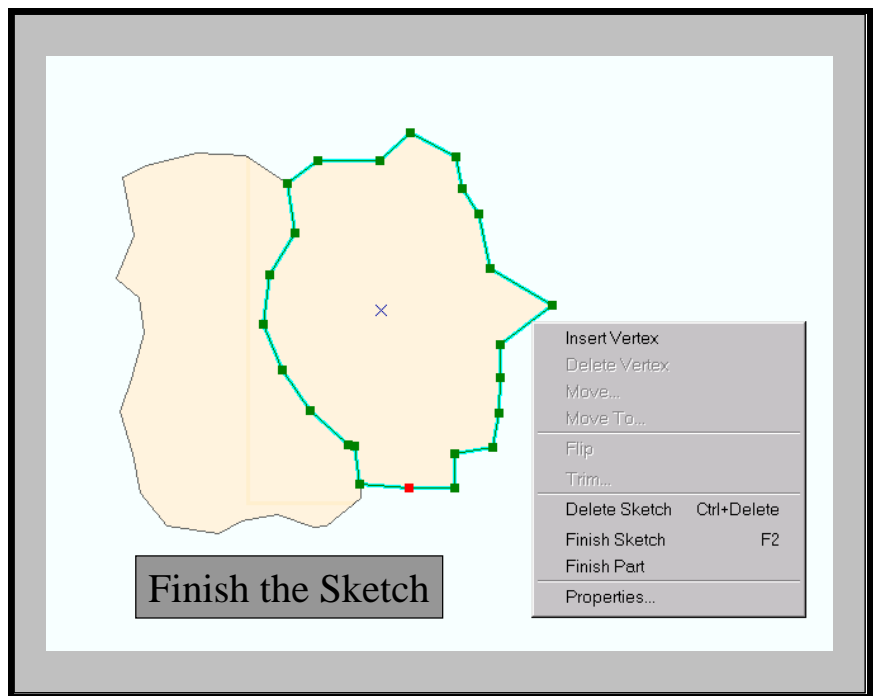 Insert Vertex
Delete Vertex
Move...
Move To...
Flip
Trim...
Delete Sketch Ctrl+Delete
Finish Sketch F2
Finish Part
Properties...
Finish the Sketch